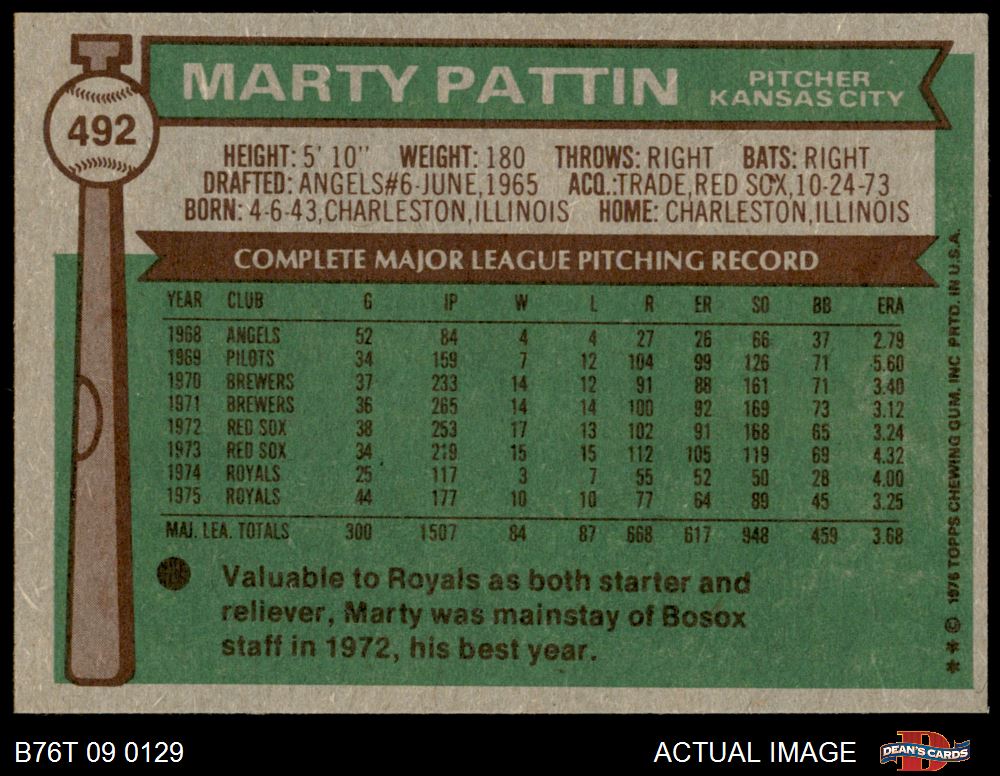 492
MARTY PATTIN
PITCHER
KANSAS CITY
HEIGHT: 5' 10" WEIGHT: 180 THROWS: RIGHT BATS: RIGHT
DRAFTED: ANGELS#6-JUNE,1965 ACQ.:TRADE,RED SOX,10-24-73
BORN: 4-6-43,CHARLESTON,ILLINOIS HOME: CHARLESTON,ILLINOIS
COMPLETE MAJOR LEAGUE PITCHING RECORD
YEAR CLUB G IP W L R ER SO BB ERA
1968 ANGELS 52 84 4 4 27 26 66 37 2.79
1969 PILOTS 34 159 7 12 104 99 126 71 5.60
1970 BREWERS 37 233 14 12 91 88 161 71 3.40
1971 BREWERS 36 265 14 14 100 92 169 73 3.12
1972 RED SOX 38 253 17 13 102 91 168 65 3.24
1973 RED SOX 34 219 15 15 112 105 119 69 4.32
1974 ROYALS 25 117 3 7 55 52 50 28 4.00
1975 ROYALS 44 177 10 10 77 64 89 45 3.25
MAJ. LEA. TOTALS 300 1507 84 87 668 617 948 459 3.68
Valuable to Royals as both starter and
reliever, Marty was mainstay of Bosox
staff in 1972, his best year.
* * © 1976 TOPPS CHEWING GUM, INC PRTD. IN U.S.A.
B76T 09 0129
ACTUAL IMAGE
DEAN'S CARDS